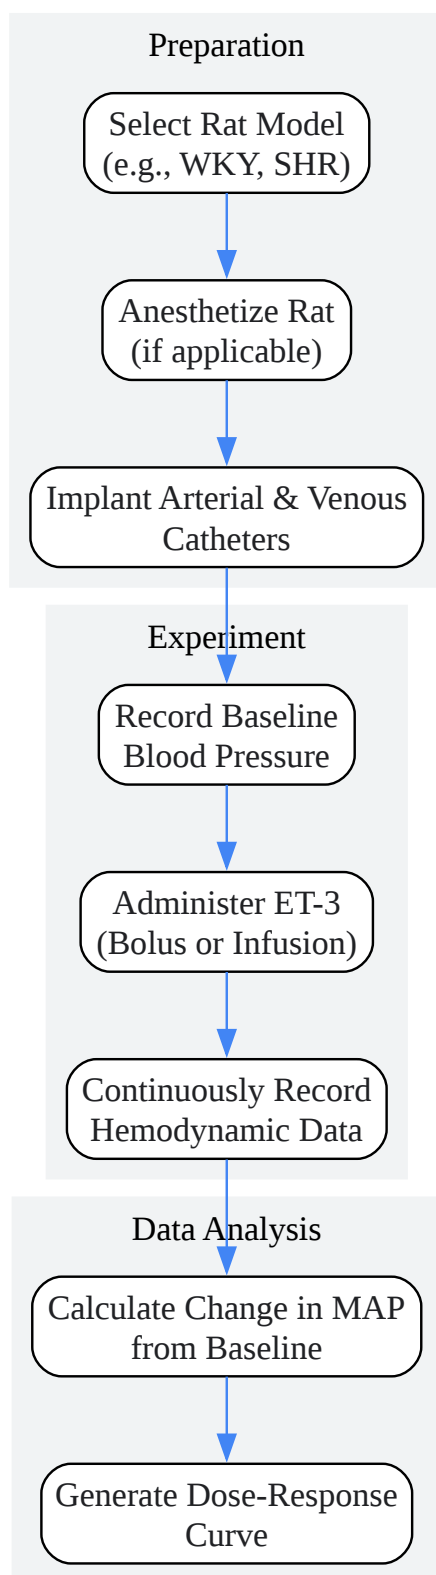 Preparation
Select Rat Model
(e.g., WKY, SHR)
Anesthetize Rat
(if applicable)
Implant Arterial & Venous
Catheters
Experiment
Record Baseline
Blood Pressure
Administer ET-3
(Bolus or Infusion)
Continuously Record
Hemodynamic Data
Data Analysis
Calculate Change in MAP
from Baseline
Generate Dose-Response
Curve